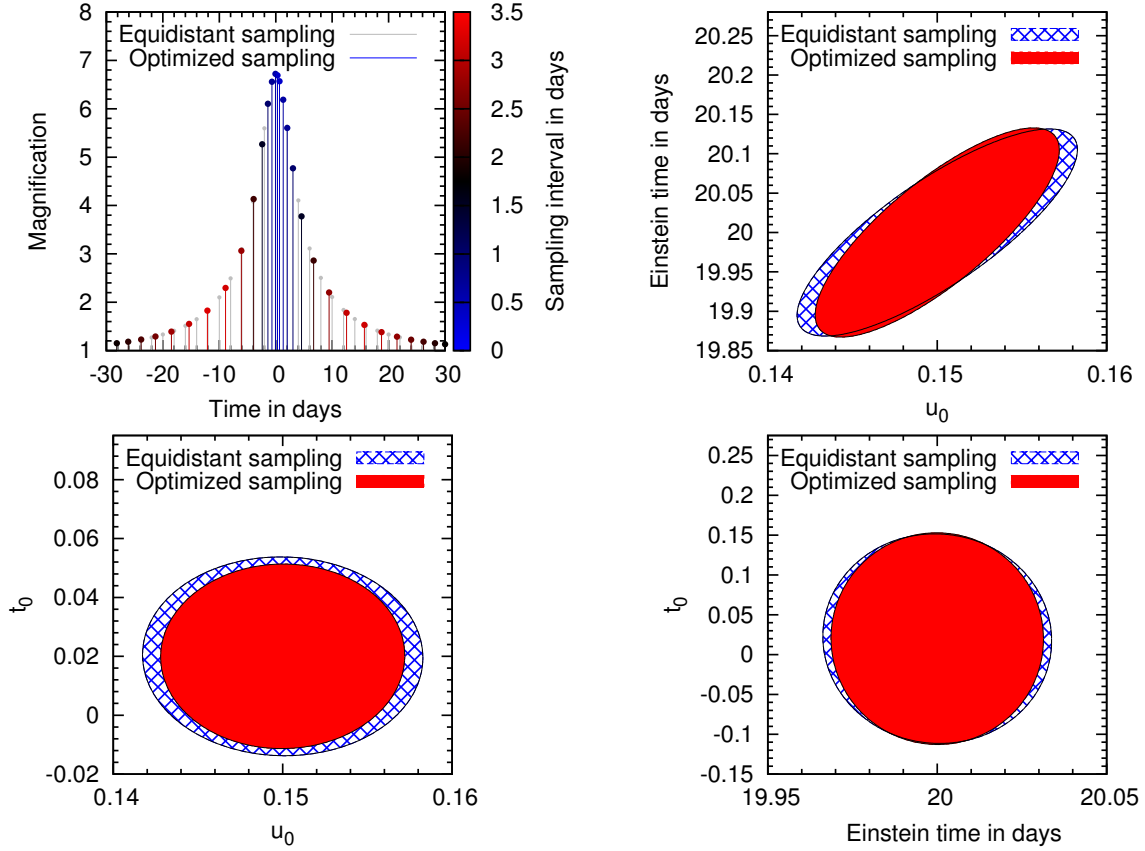 8
7
6
5
4
3
2
1
Magnification
Equidistant sampling
Optimized sampling
-30 -20 -10 0 10 20 30
Time in days
3.5
3
2.5
2
1.5
1
0.5
0
Sampling interval in days
20.25
20.2
20.15
20.1
20.05
20
19.95
19.9
19.85
Einstein time in days
Equidistant sampling
Optimized sampling
0.14 0.15 0.16
u0
0.08
0.06
0.04
0.02
0
-0.02
t0
Equidistant sampling
Optimized sampling
0.14 0.15 0.16
u0
0.25
0.2
0.15
0.1
0.05
0
-0.05
-0.1
-0.15
t0
Equidistant sampling
Optimized sampling
19.95 20 20.05
Einstein time in days